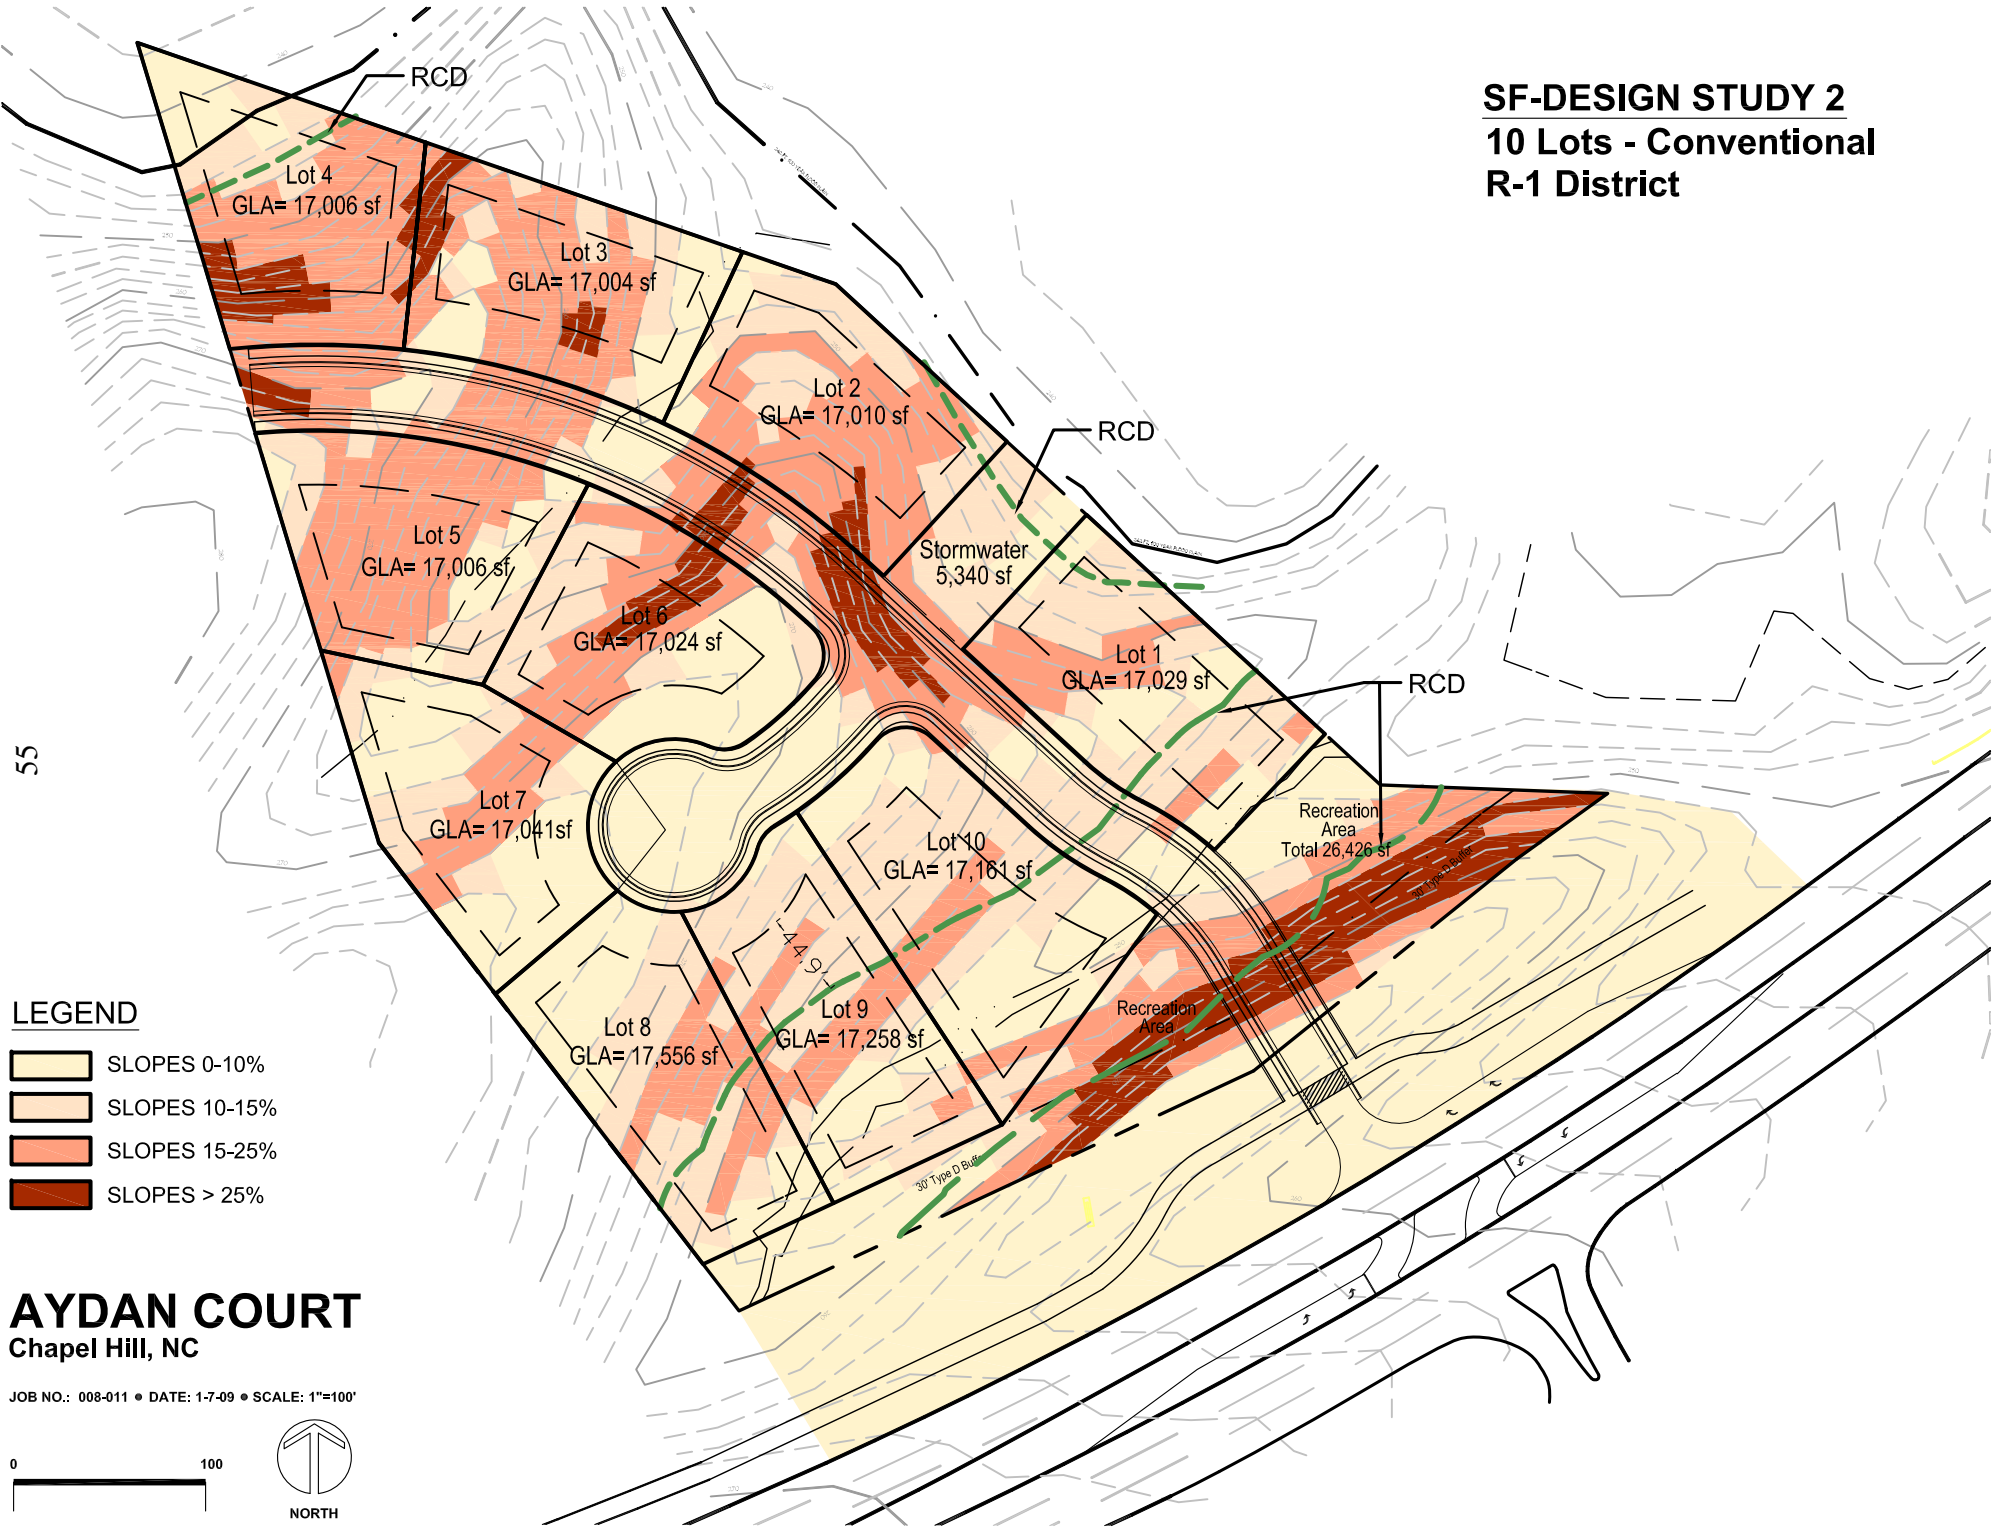 SF-DESIGN STUDY 2
10 Lots - Conventional
R-1 District
RCD
Lot 4
GLA= 17,006 sf
Lot 3
GLA= 17,004 sf
Lot 2
GLA= 17,010 sf
RCD
Lot 5
GLA= 17,006 sf
Stormwater
5,340 sf
Lot 6
GLA= 17,024 sf
Lot 1
GLA= 17,029 sf
RCD
55
Lot 7
GLA= 17,041sf
Lot 10
GLA= 17,161 sf
Recreation
Area
Total 26,426 sf
30' Type D Buffer
44.9'
Lot 9
GLA= 17,258 sf
Lot 8
GLA= 17,556 sf
Recreation
Area
30' Type D Buff
LEGEND
SLOPES 0-10%
SLOPES 10-15%
SLOPES 15-25%
SLOPES > 25%
AYDAN COURT
Chapel Hill, NC
JOB NO.: 008-011 • DATE: 1-7-09 • SCALE: 1"=100'
0 100
NORTH